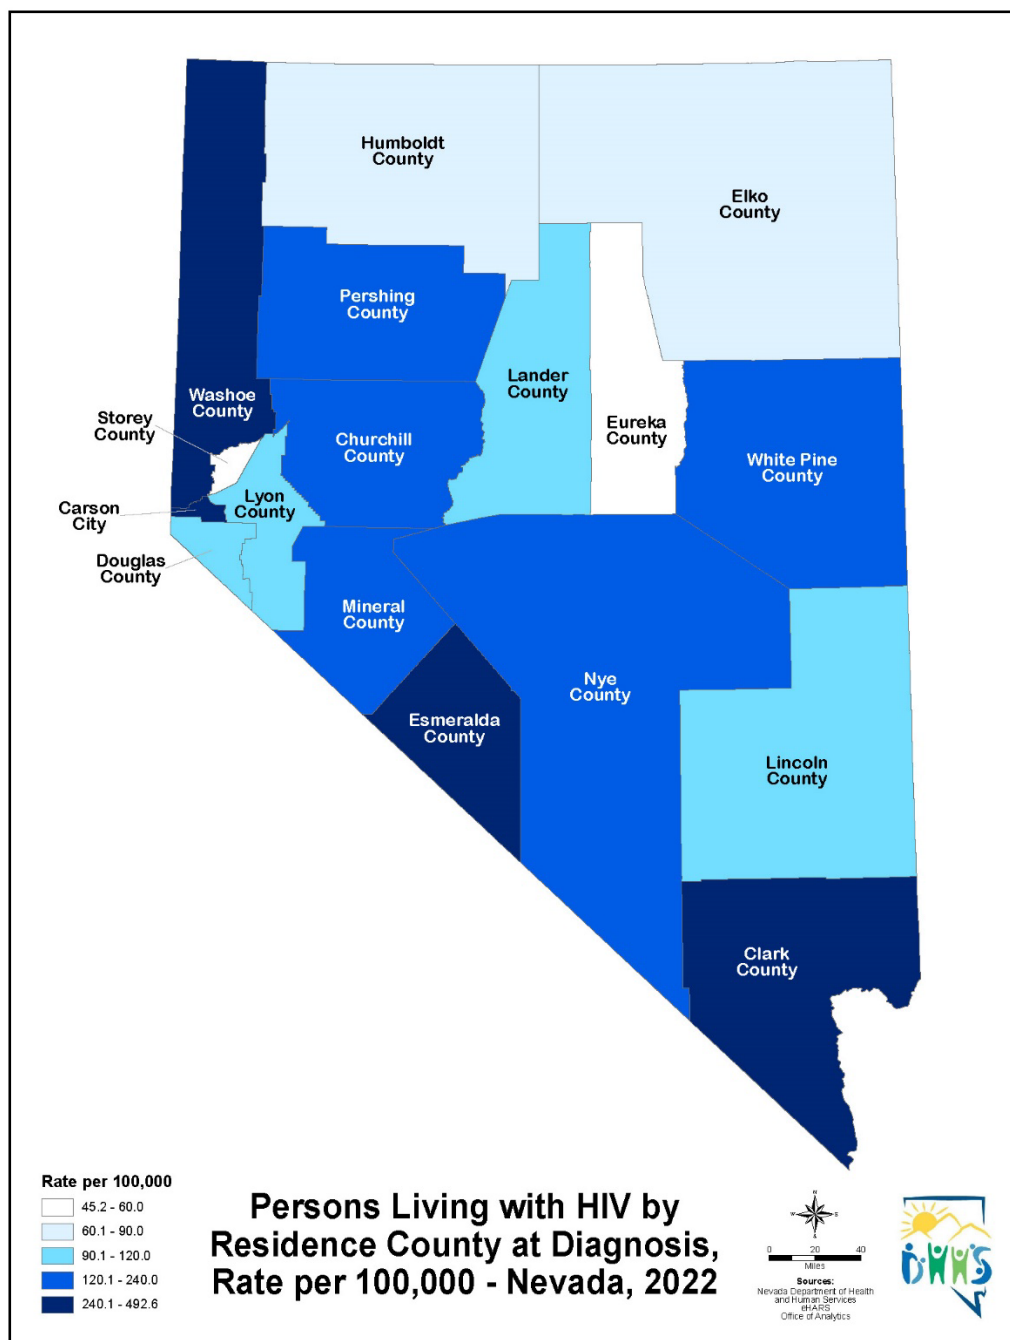 Humboldt
County
Elko
County
Pershing
County
Lander
County
Washoe
County
Storey
County
Eureka
County
Churchill
County
White Pine
County
Lyon
County
Carson
City
Douglas
County
Mineral
County
Nye
County
Esmeralda
County
Lincoln
County
Clark
County
Rate per 100,000
45.2 - 60.0
60.1 - 90.0
90.1 - 120.0
120.1 - 240.0
240.1 - 492.6
Persons Living with HIV by
Residence County at Diagnosis,
Rate per 100,000 - Nevada, 2022
N
W E
S
0 20 40
Miles
Sources:
Nevada Department of Health
and Human Services
eHARS
Office of Analytics
DHHS